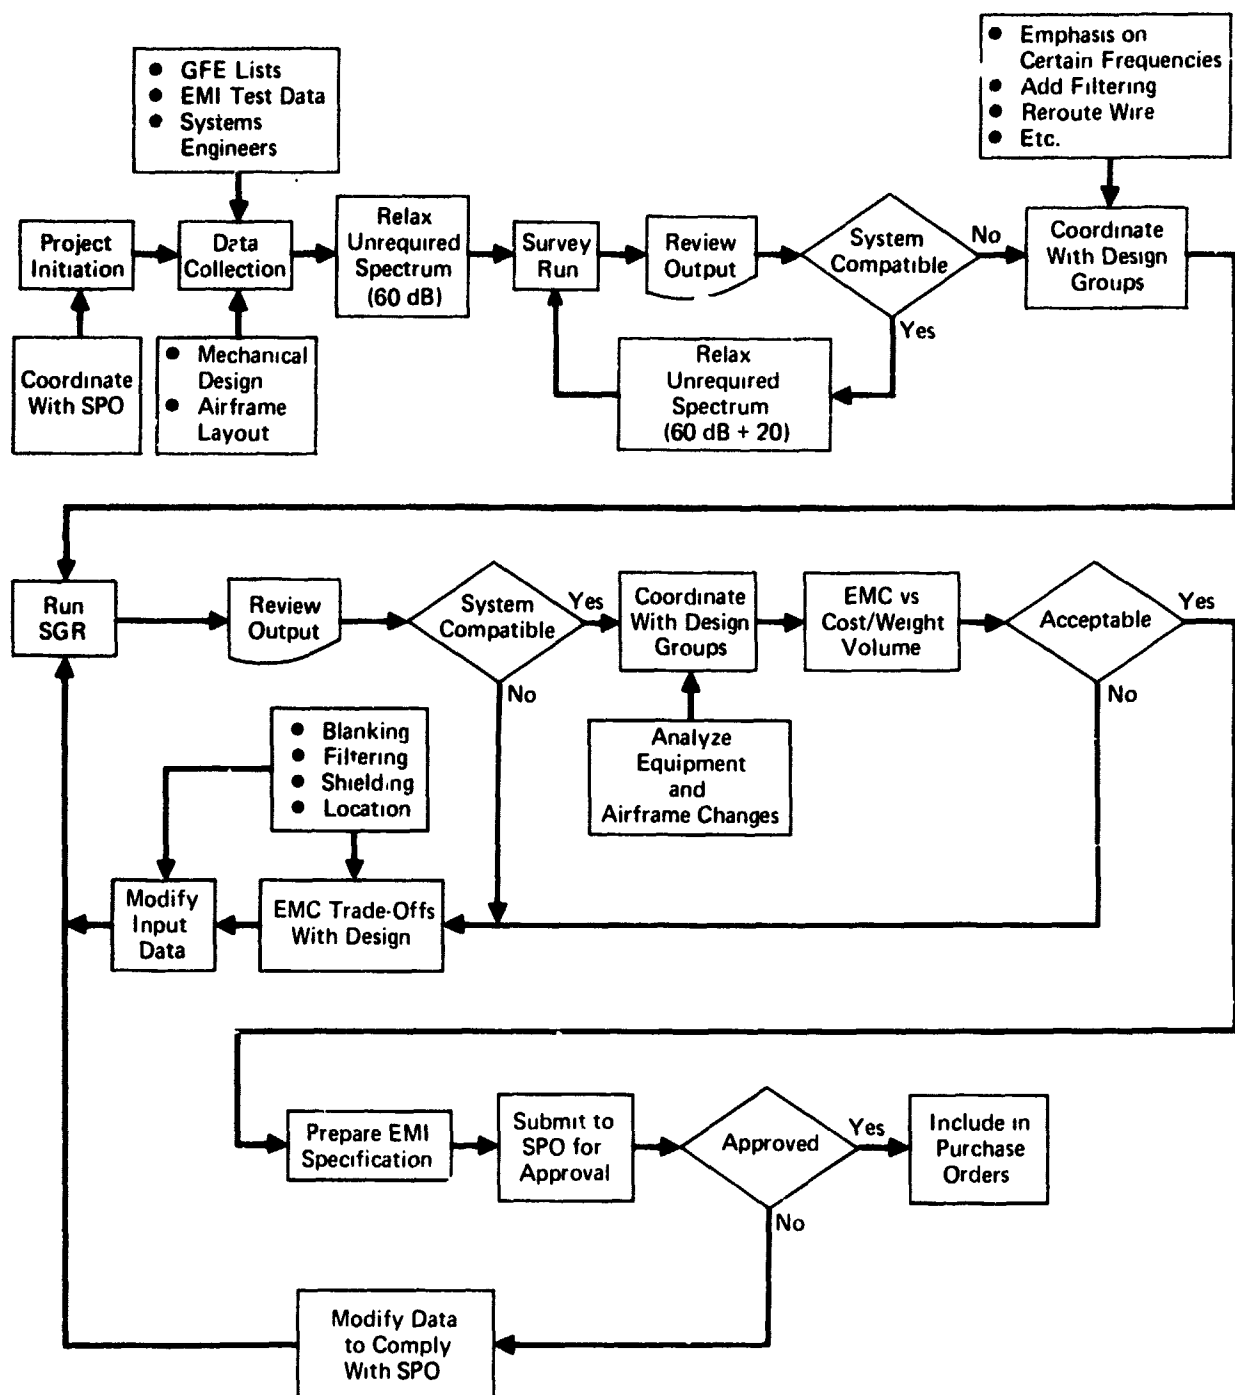 ● GFE Lists
● EMI Test Data
● Systems
Engineers
● Emphasis on
Certain Frequencies
● Add Filtering
● Reroute Wire
● Etc.
Project
Initiation
Data
Collection
Relax
Unrequired
Spectrum
(60 dB)
Survey
Run
Review
Output
System
Compatible
No
Yes
Coordinate
With Design
Groups
Coordinate
With SPO
● Mechanical
Design
● Airframe
Layout
Relax
Unrequired
Spectrum
(60 dB + 20)
Run
SGR
Review
Output
System
Compatible
Yes
No
Coordinate
With Design
Groups
EMC vs
Cost/Weight
Volume
Acceptable
Yes
No
● Blanking
● Filtering
● Shielding
● Location
Analyze
Equipment
and
Airframe Changes
Modify
Input
Data
EMC Trade-Offs
With Design
Prepare EMI
Specification
Submit to
SPO for
Approval
Approved
Yes
No
Include in
Purchase
Orders
Modify Data
to Comply
With SPO